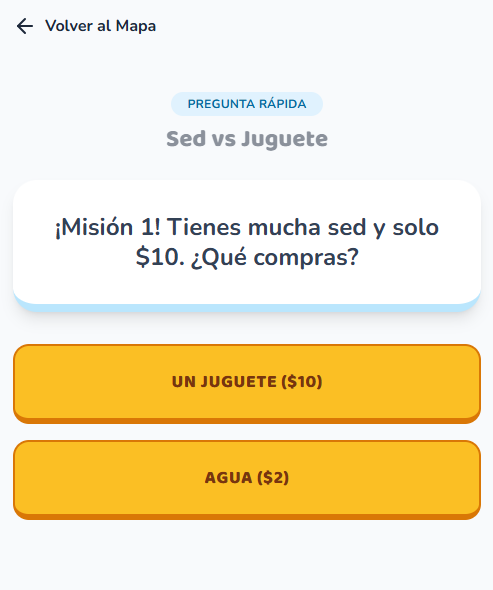 Volver al Mapa
PREGUNTA RÁPIDA
Sed vs Juguete
¡Misión 1! Tienes mucha sed y solo
$10. ¿Qué compras?
UN JUGUETE ($10)
AGUA ($2)